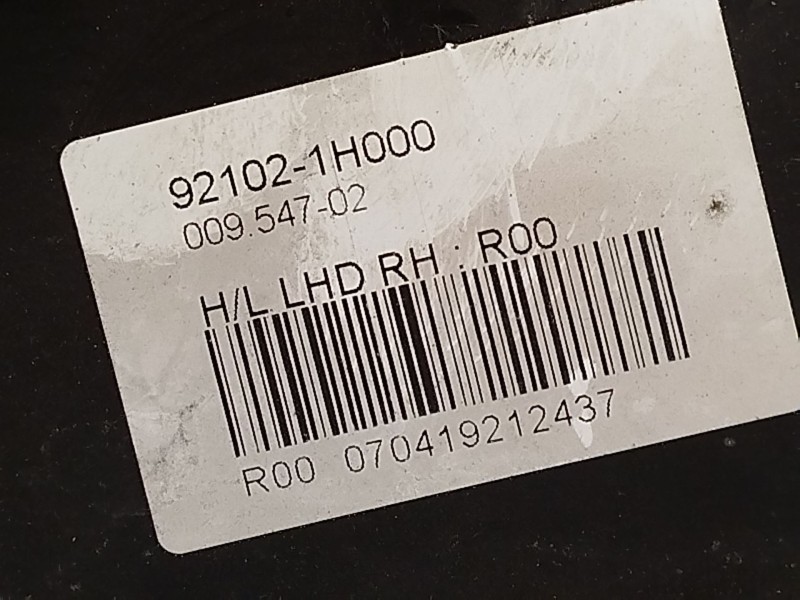 92102-1H000
009.547-02
H/L LHD RH : R00
R00 070419212437